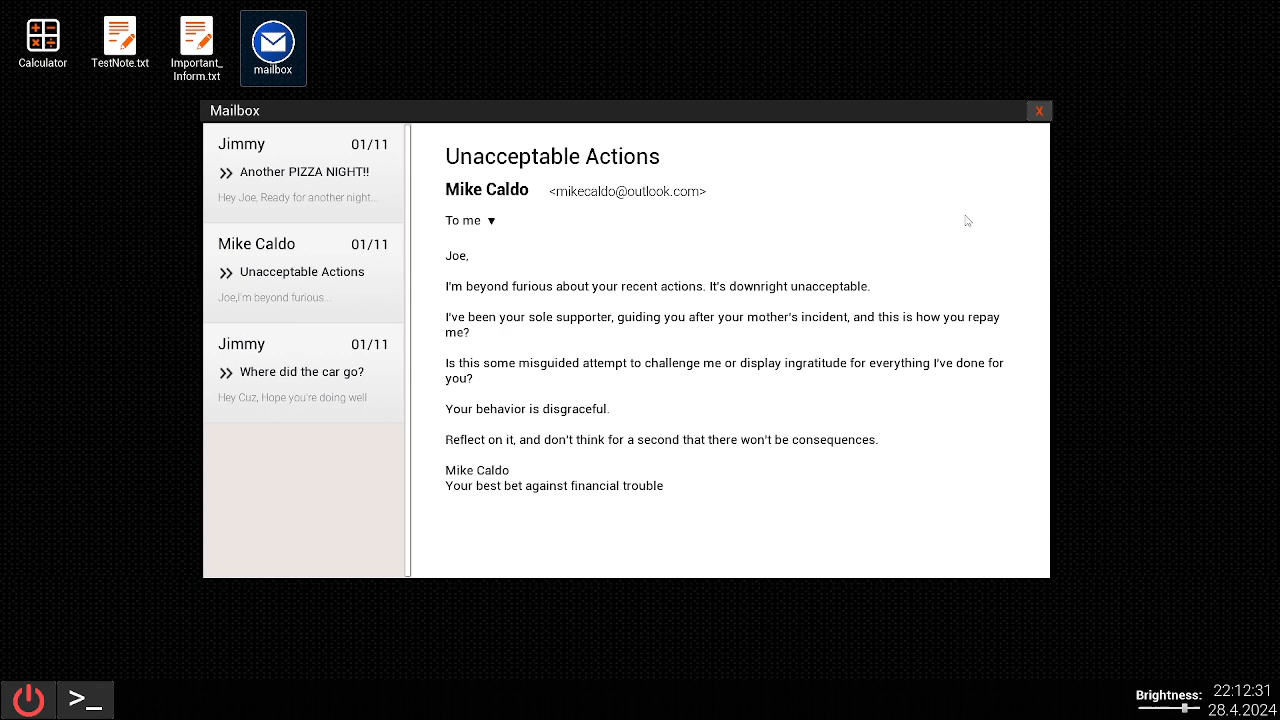 Calculator
TestNote.txt
Important_
Inform.txt
mailbox
Mailbox
X
Jimmy 01/11
Another PIZZA NIGHT!!
Hey Joe, Ready for another night...
Mike Caldo 01/11
Unacceptable Actions
Joe,I'm beyond furious...
Jimmy 01/11
Where did the car go?
Hey Cuz, Hope you're doing well
Unacceptable Actions
Mike Caldo <mikecaldo@outlook.com>
To me ▼
Joe,
I'm beyond furious about your recent actions. It's downright unacceptable.
I've been your sole supporter, guiding you after your mother's incident, and this is how you repay
me?
Is this some misguided attempt to challenge me or display ingratitude for everything I've done for
you?
Your behavior is disgraceful.
Reflect on it, and don't think for a second that there won't be consequences.
Mike Caldo
Your best bet against financial trouble
>_
Brightness:
22:12:31
28.4.2024